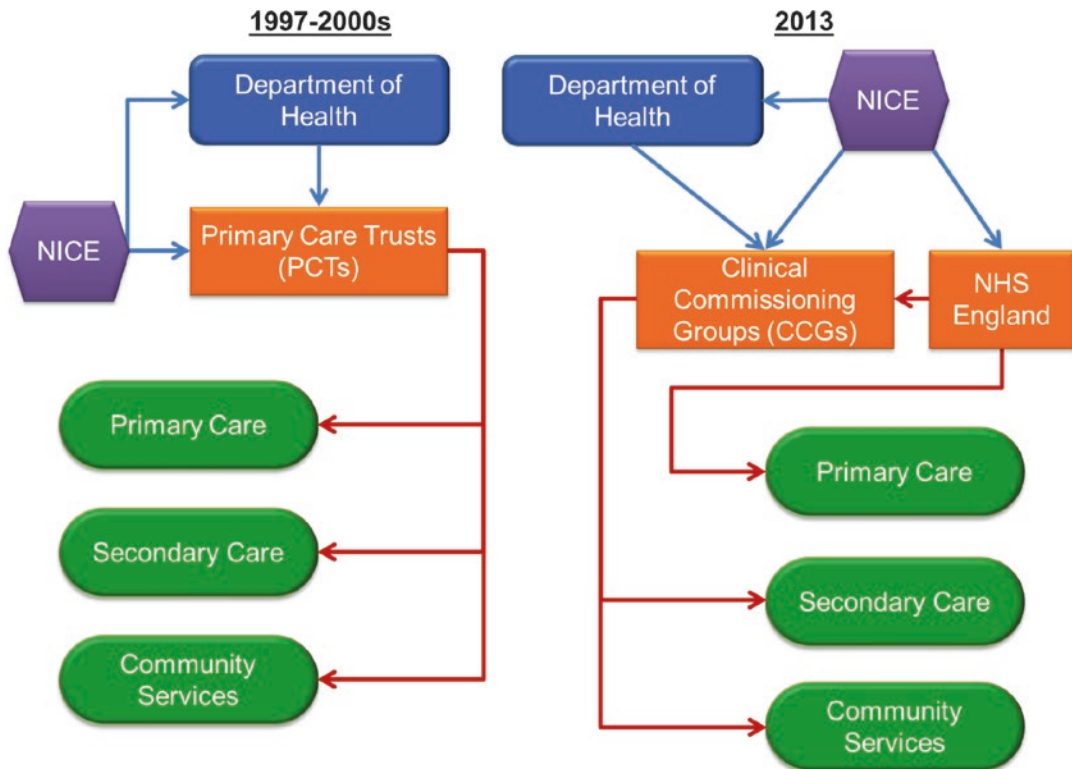 1997-2000s
Department of
Health
NICE
Primary Care Trusts
(PCTs)
Primary Care
Secondary Care
Community
Services
2013
Department of
Health
NICE
Clinical
Commissioning
Groups (CCGs)
NHS
England
Primary Care
Secondary Care
Community
Services